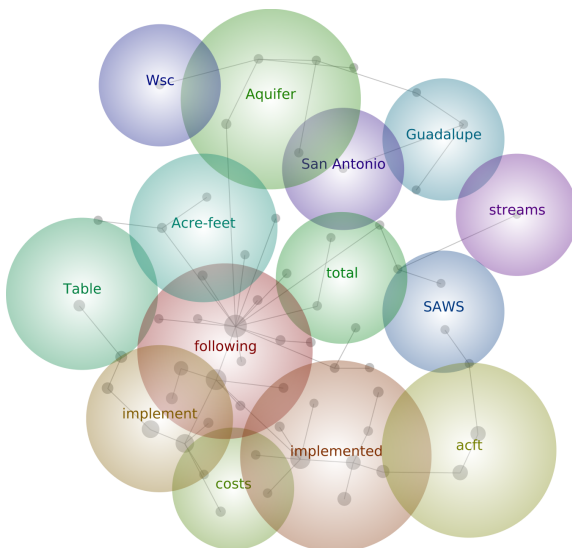 Wsc
Aquifer
Guadalupe
San Antonio
streams
Acre-feet
Table
total
SAWS
following
implement
implemented
acft
costs